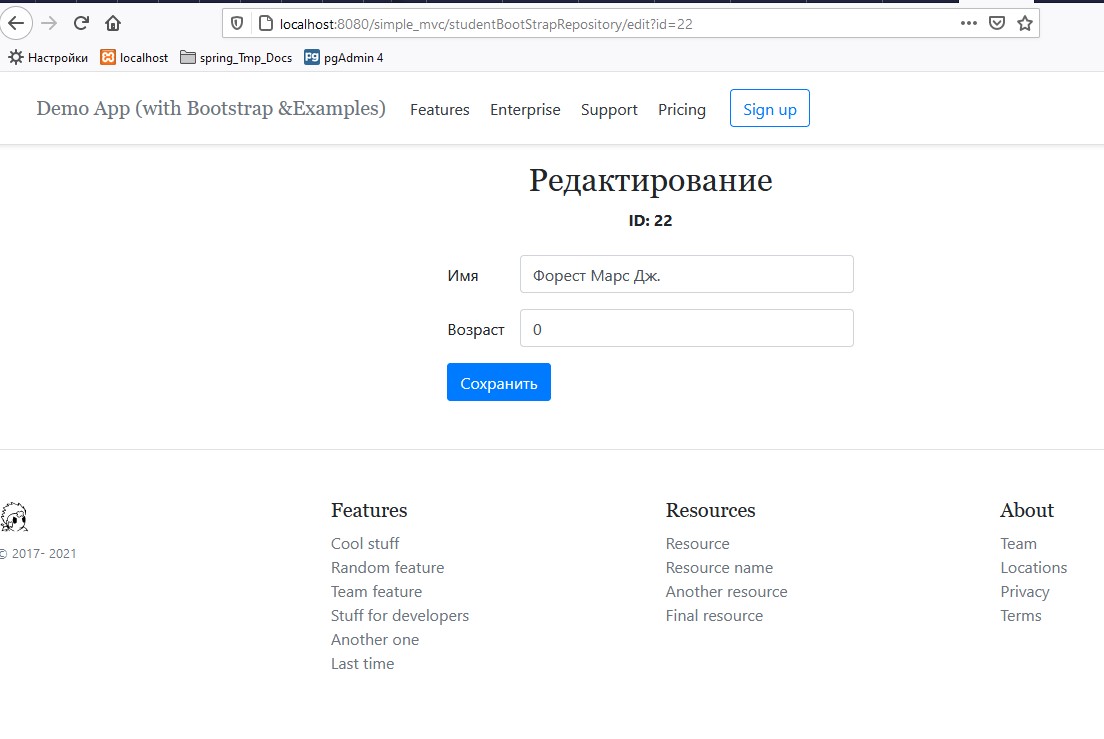 localhost:8080/simple_mvc/studentBootStrapRepository/edit?id=22
Настройки localhost spring_Tmp_Docs pgAdmin 4
Demo App (with Bootstrap &Examples) Features Enterprise Support Pricing Sign up
Редактирование
ID: 22
Имя Форест Марс Дж.
Возраст 0
Сохранить
© 2017- 2021
Features
Cool stuff
Random feature
Team feature
Stuff for developers
Another one
Last time
Resources
Resource
Resource name
Another resource
Final resource
About
Team
Locations
Privacy
Terms